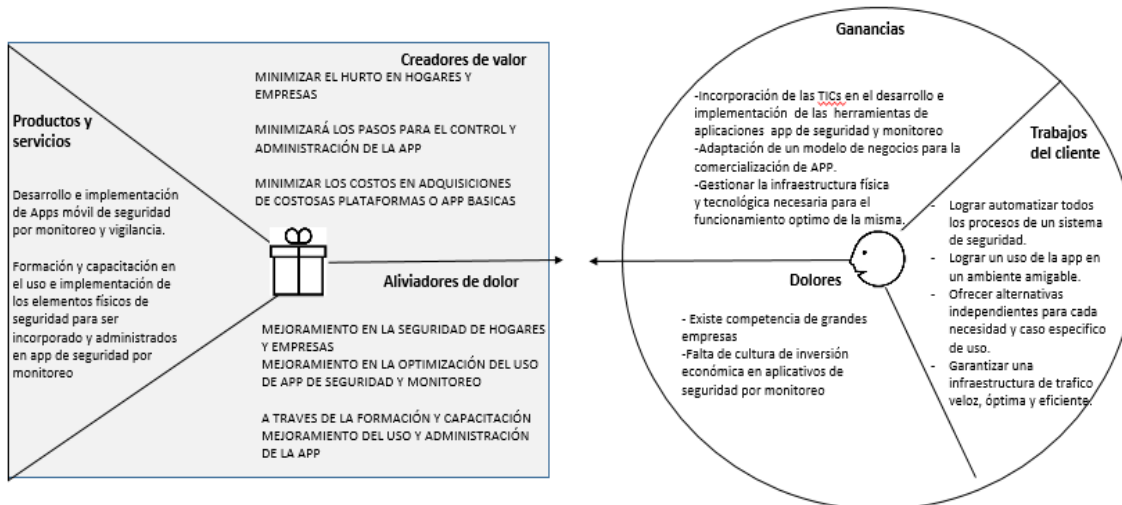 Creadores de valor
MINIMIZAR EL HURTO EN HOGARES Y
EMPRESAS
MINIMIZARÁ LOS PASOS PARA EL CONTROL Y
ADMINISTRACIÓN DE LA APP
MINIMIZAR LOS COSTOS EN ADQUISICIONES
DE COSTOSAS PLATAFORMAS O APP BASICAS
Productos y
servicios
Desarrollo e implementación
de Apps móvil de seguridad
por monitoreo y vigilancia.
Formación y capacitación en
el uso e implementación de
los elementos físicos de
seguridad para ser
incorporado y administrados
en app de seguridad por
monitoreo
Aliviadores de dolor
MEJORAMIENTO EN LA SEGURIDAD DE HOGARES
Y EMPRESAS
MEJORAMIENTO EN LA OPTIMIZACIÓN DEL USO
DE APP DE SEGURIDAD Y MONITOREO
A TRAVES DE LA FORMACIÓN Y CAPACITACIÓN
MEJORAMIENTO DEL USO Y ADMINISTRACIÓN
DE LA APP
Ganancias
-Incorporación de las TICs en el desarrollo e
implementación de las herramientas de
aplicaciones app de seguridad y monitoreo
-Adaptación de un modelo de negocios para la
comercialización de APP.
-Gestionar la infraestructura física
y tecnológica necesaria para el
funcionamiento optimo de la misma.
Trabajos
del cliente
- Lograr automatizar todos
los procesos de un sistema
de seguridad.
- Lograr un uso de la app en
un ambiente amigable.
- Ofrecer alternativas
independientes para cada
necesidad y caso especifico
de uso.
- Garantizar una
infraestructura de trafico
veloz, óptima y eficiente.
Dolores
- Existe competencia de grandes
empresas
-Falta de cultura de inversión
económica en aplicativos de
seguridad por monitoreo